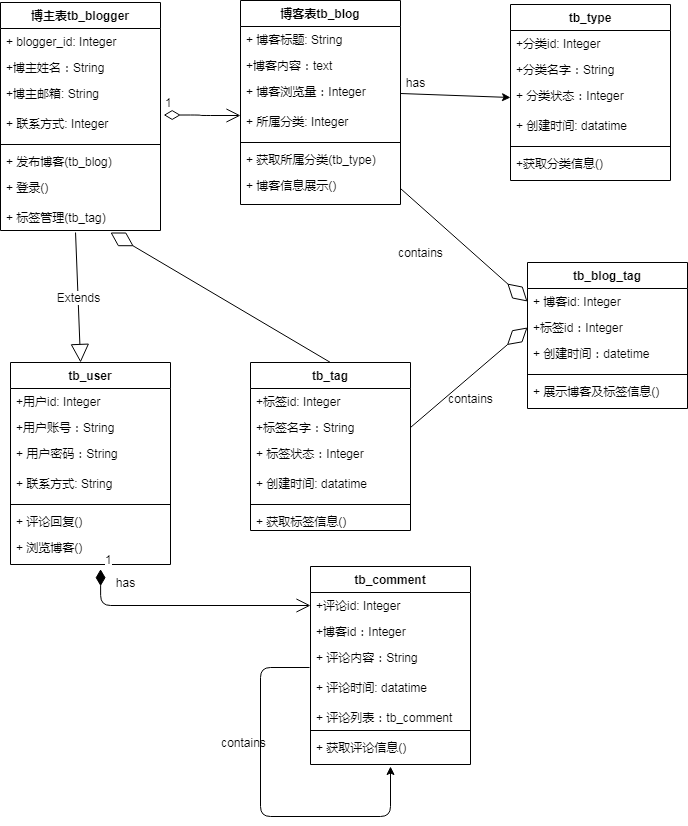 博主表tb_blogger
+ blogger_id: Integer
+博主姓名：String
+博主邮箱: String
+ 联系方式: Integer
+ 发布博客(tb_blog)
+ 登录()
+ 标签管理(tb_tag)
1
博客表tb_blog
+ 博客标题: String
+博客内容：text
+ 博客浏览量：Integer
+ 所属分类: Integer
+ 获取所属分类(tb_type)
+ 博客信息展示()
has
tb_type
+分类id: Integer
+分类名字：String
+ 分类状态：Integer
+ 创建时间: datatime
+获取分类信息()
contains
tb_blog_tag
+ 博客id: Integer
+标签id：Integer
+ 创建时间：datetime
+ 展示博客及标签信息()
Extends
tb_user
+用户id: Integer
+用户账号：String
+ 用户密码：String
+ 联系方式: String
+ 评论回复()
+ 浏览博客()
tb_tag
+标签id: Integer
+标签名字：String
+ 标签状态：Integer
+ 创建时间: datatime
+ 获取标签信息()
contains
1
has
tb_comment
+评论id: Integer
+博客id：Integer
+ 评论内容：String
+ 评论时间: datatime
+ 评论列表：tb_comment
+ 获取评论信息()
contains